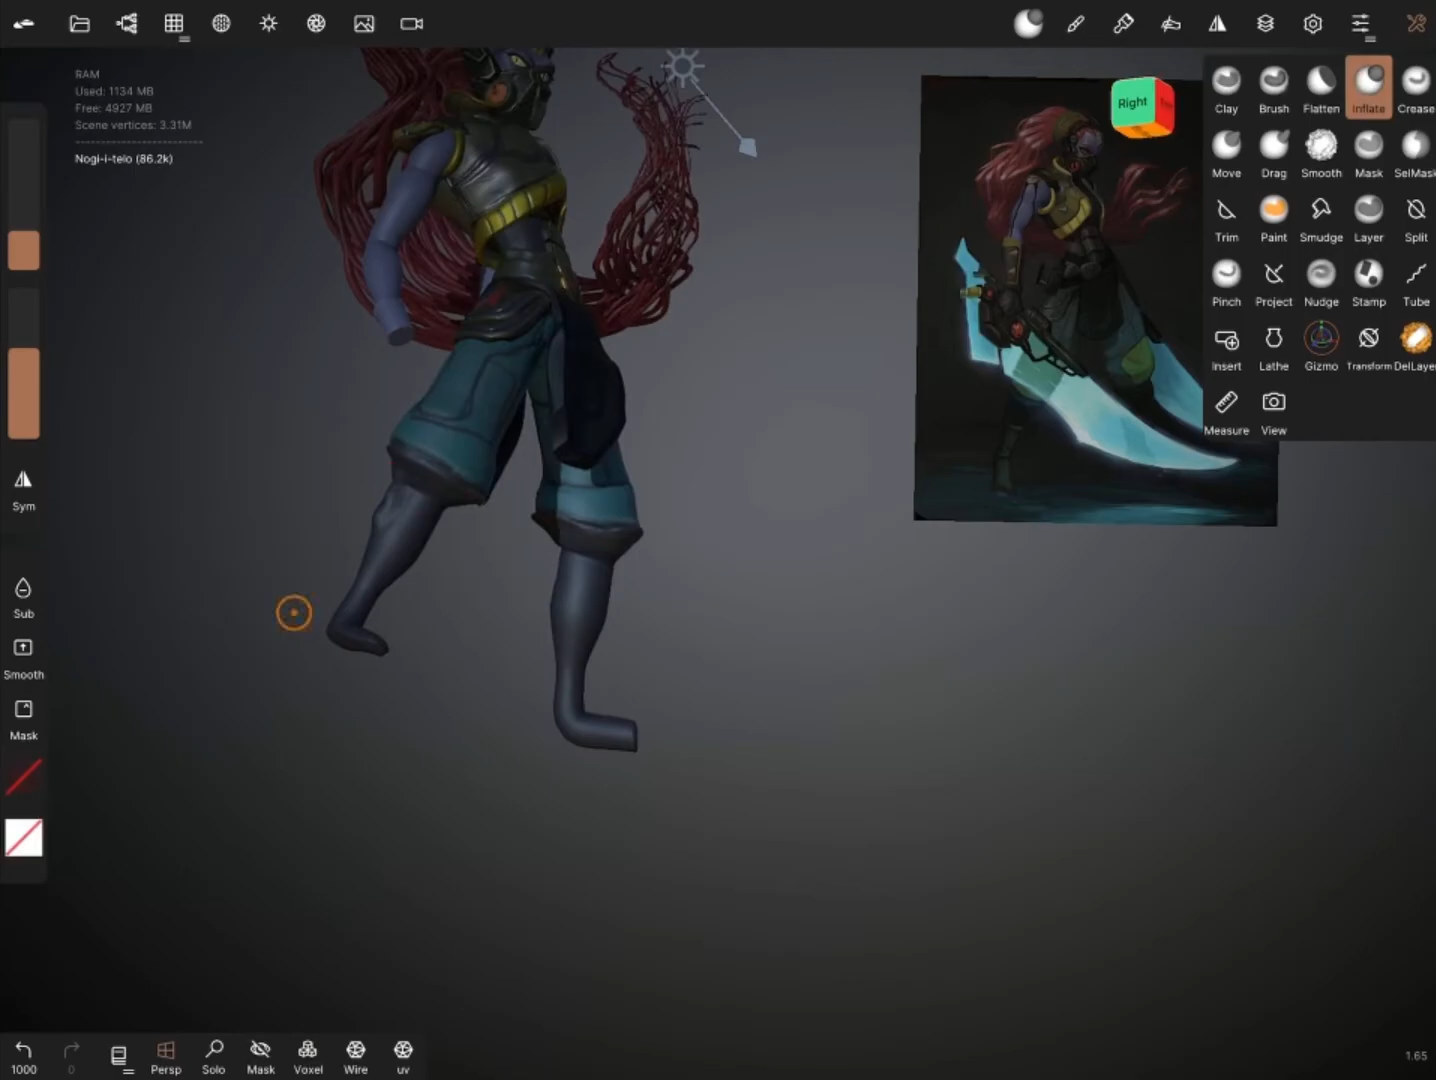 RAM
Used: 1134 MB
Free: 4927 MB
Scene vertices: 3.31M
Nogi-i-telo (86.2k)
Right
Clay Brush Flatten Inflate Crease
Move Drag Smooth Mask SelMask
Trim Paint Smudge Layer Split
Pinch Project Nudge Stamp Tube
Insert Lathe Gizmo Transform DelLayer
Measure View
Sym
Sub
Smooth
Mask
1000 0 Persp Solo Mask Voxel Wire uv
1.65